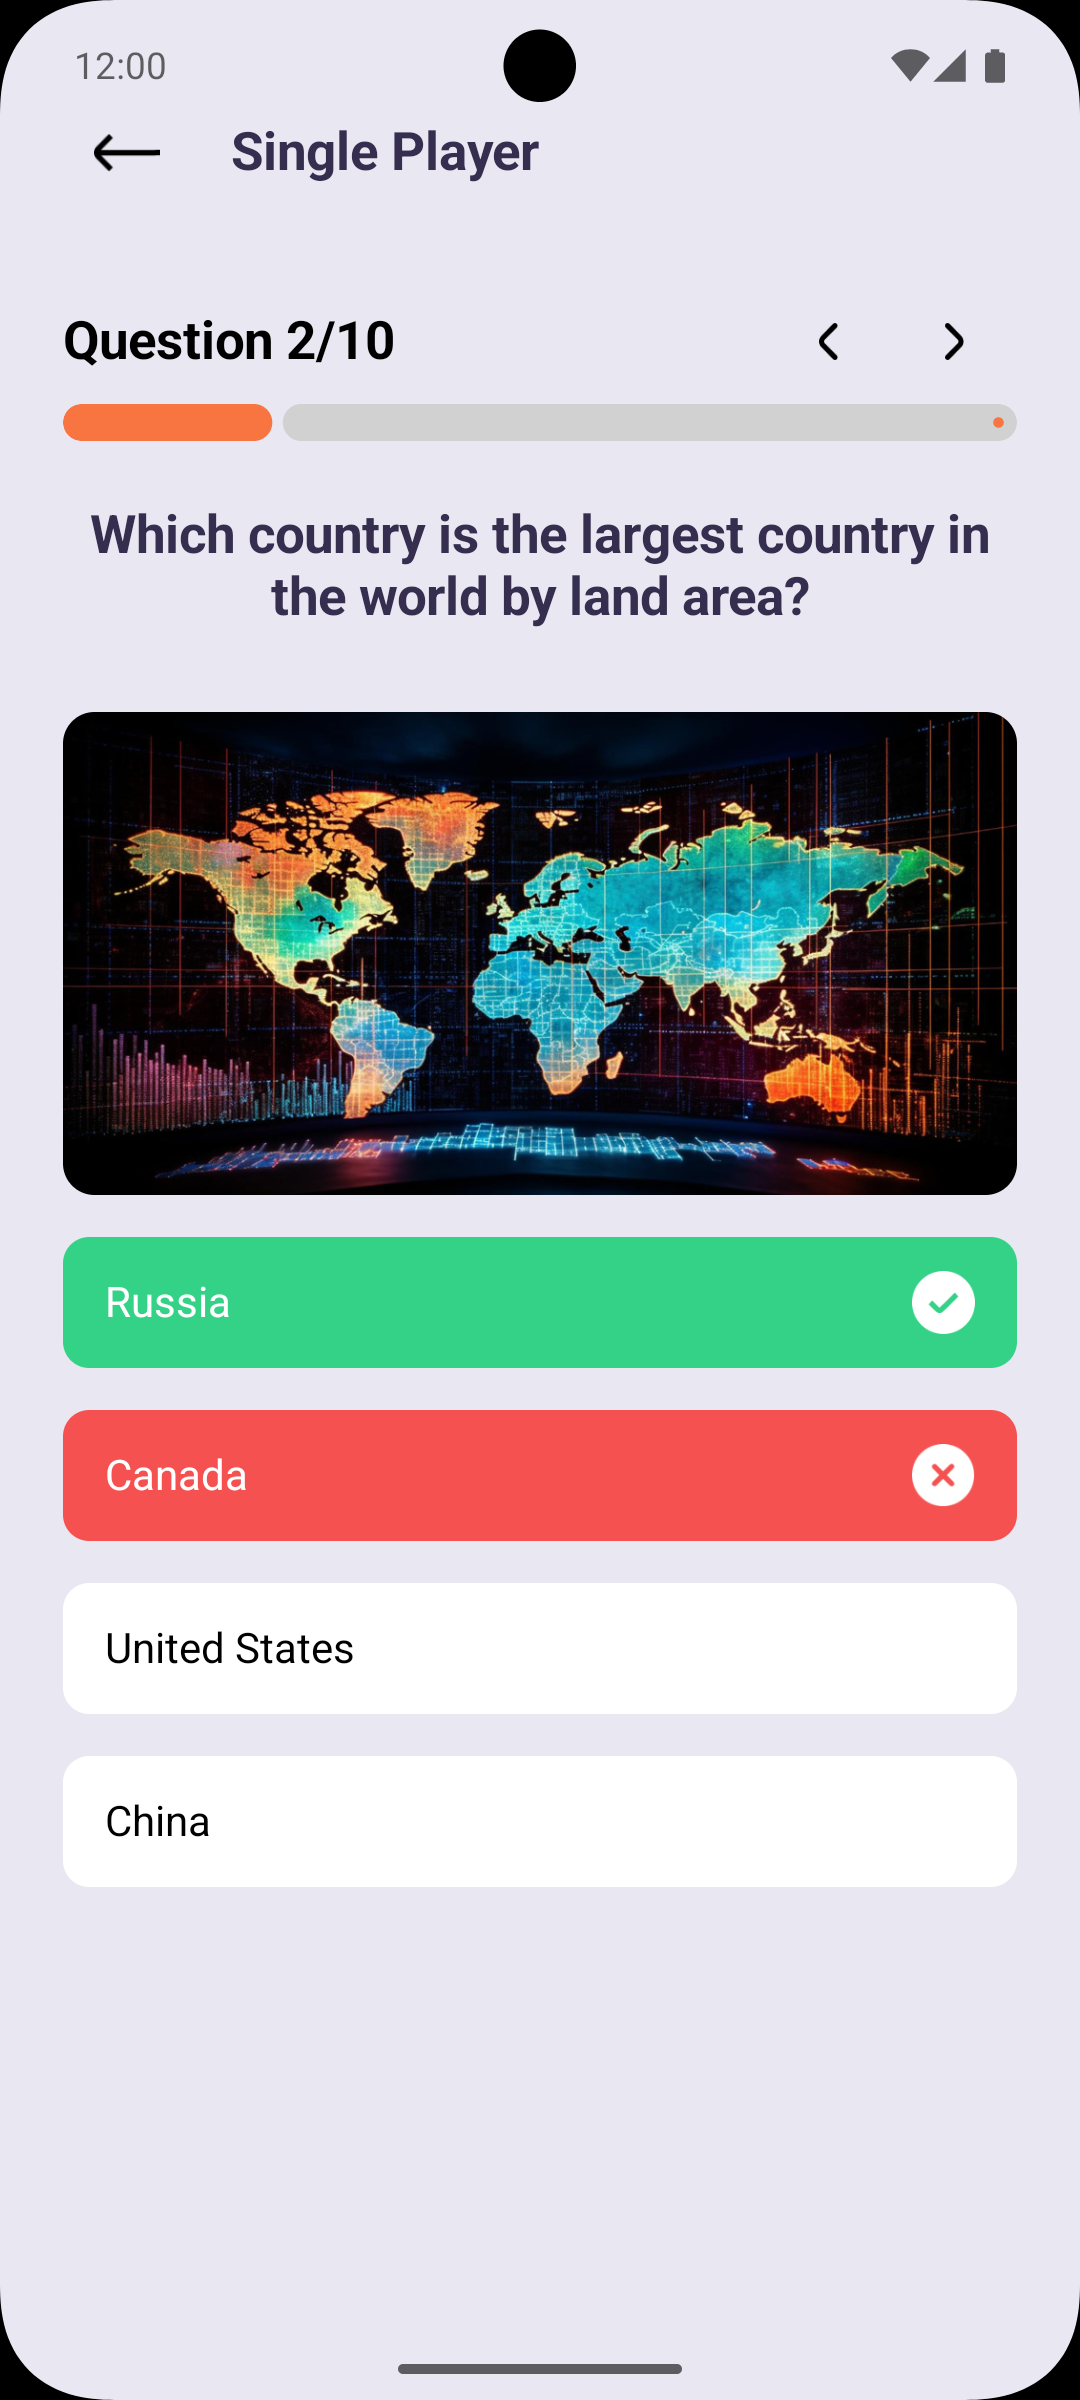 12:00
Single Player
Question 2/10
Which country is the largest country in
the world by land area?
Russia
Canada
United States
China